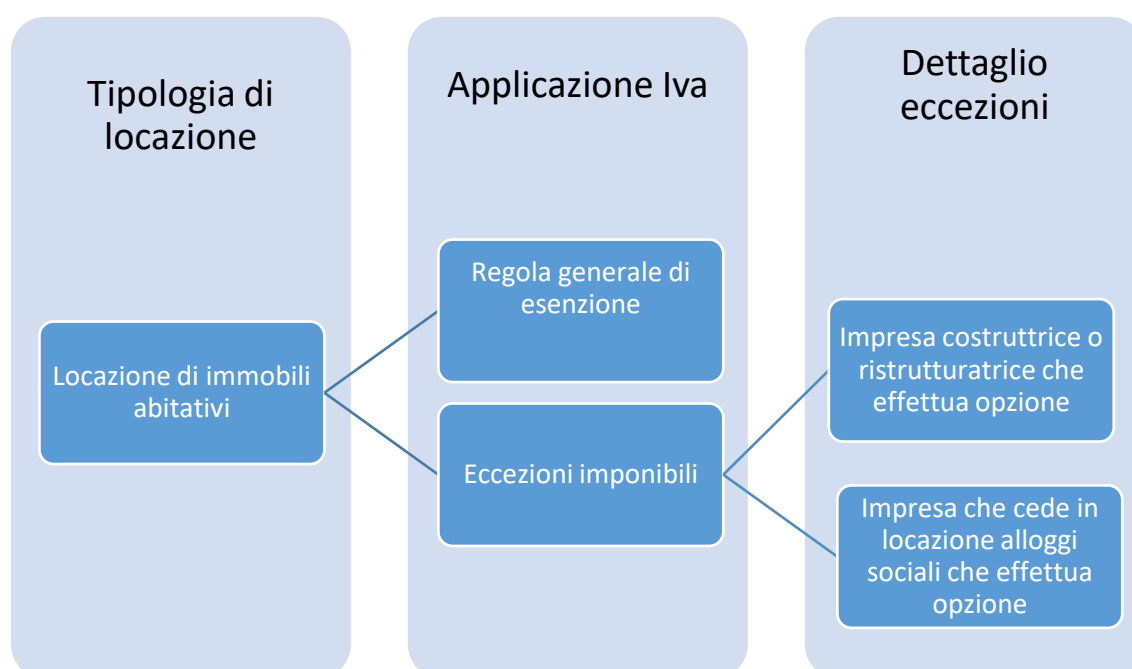 Tipologia di
locazione
Applicazione Iva
Dettaglio
eccezioni
Locazione di immobili
abitativi
Regola generale di
esenzione
Eccezioni imponibili
Impresa costruttrice o
ristrutturatrice che
effettua opzione
Impresa che cede in
locazione alloggi
sociali che effettua
opzione